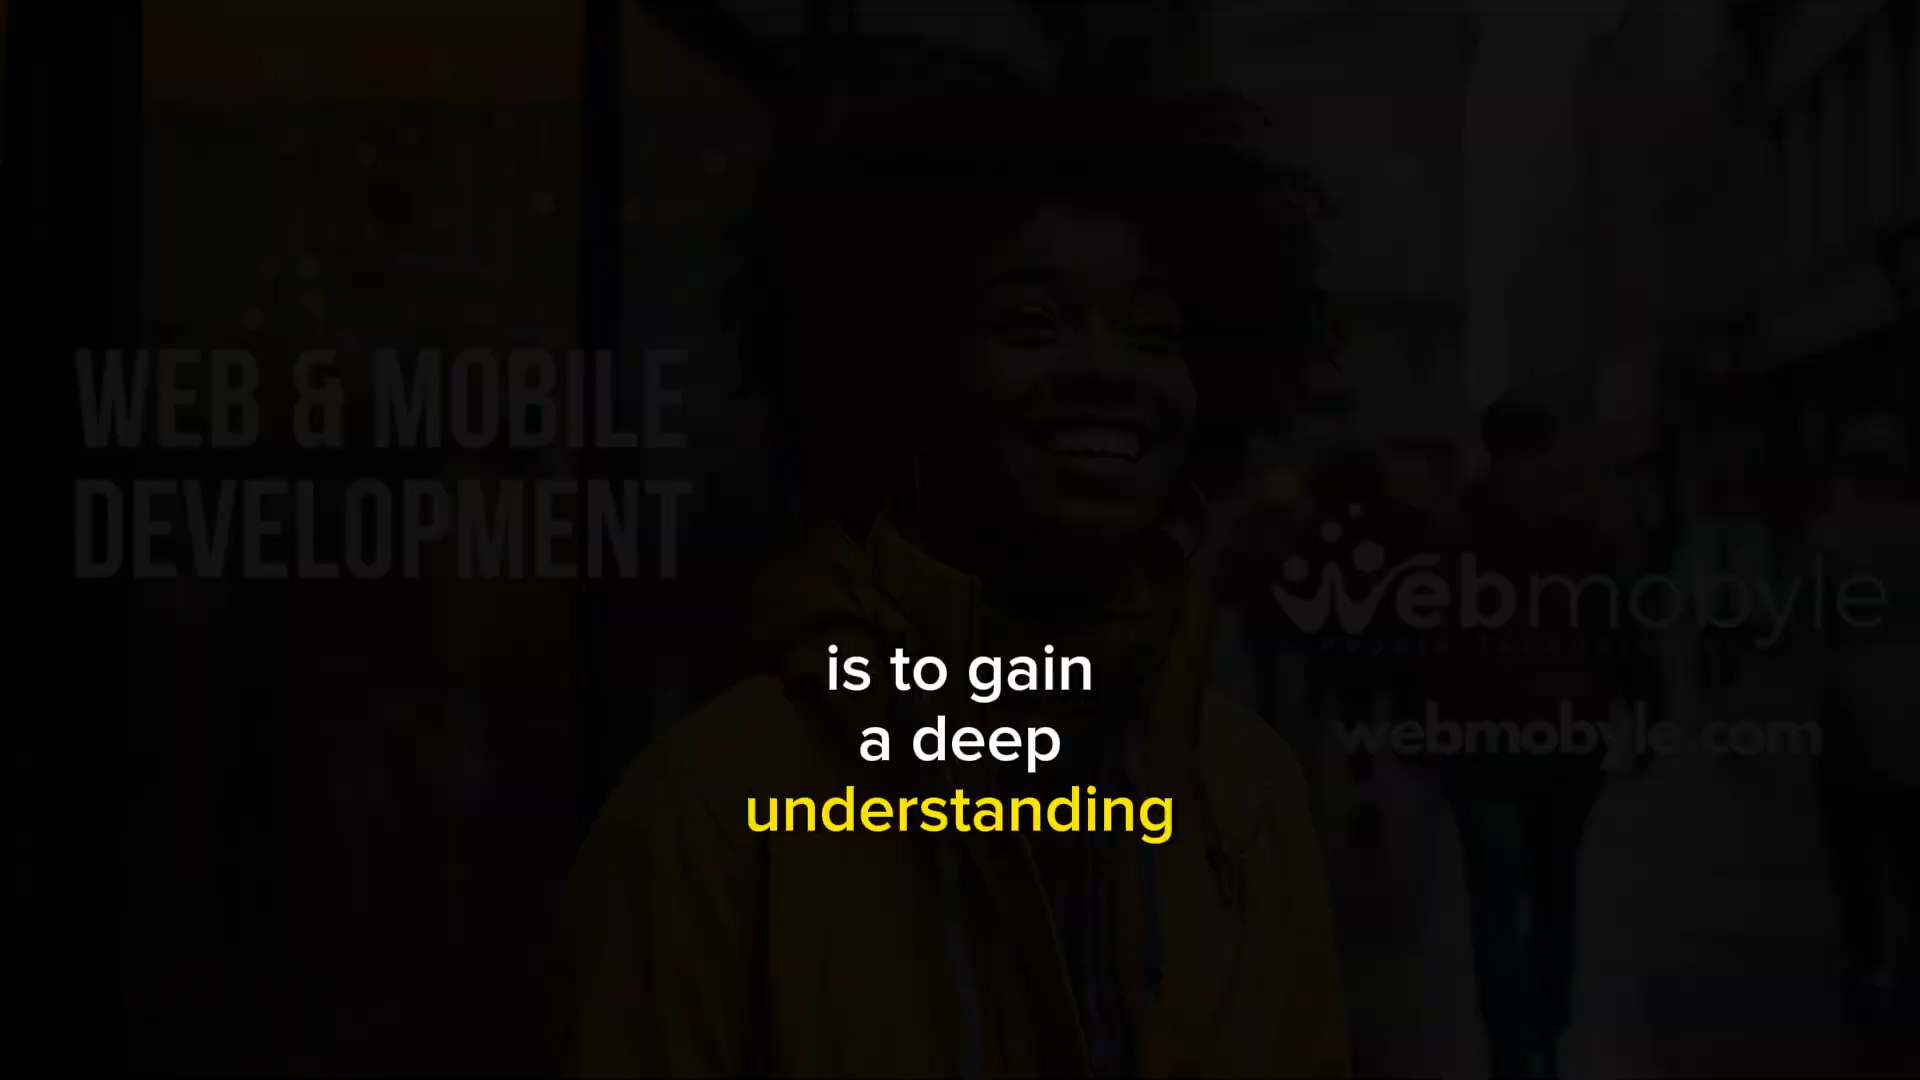 WEB & MOBILE
DEVELOPMENT
webmobyle
webmobyle.com
is to gain
a deep
understanding